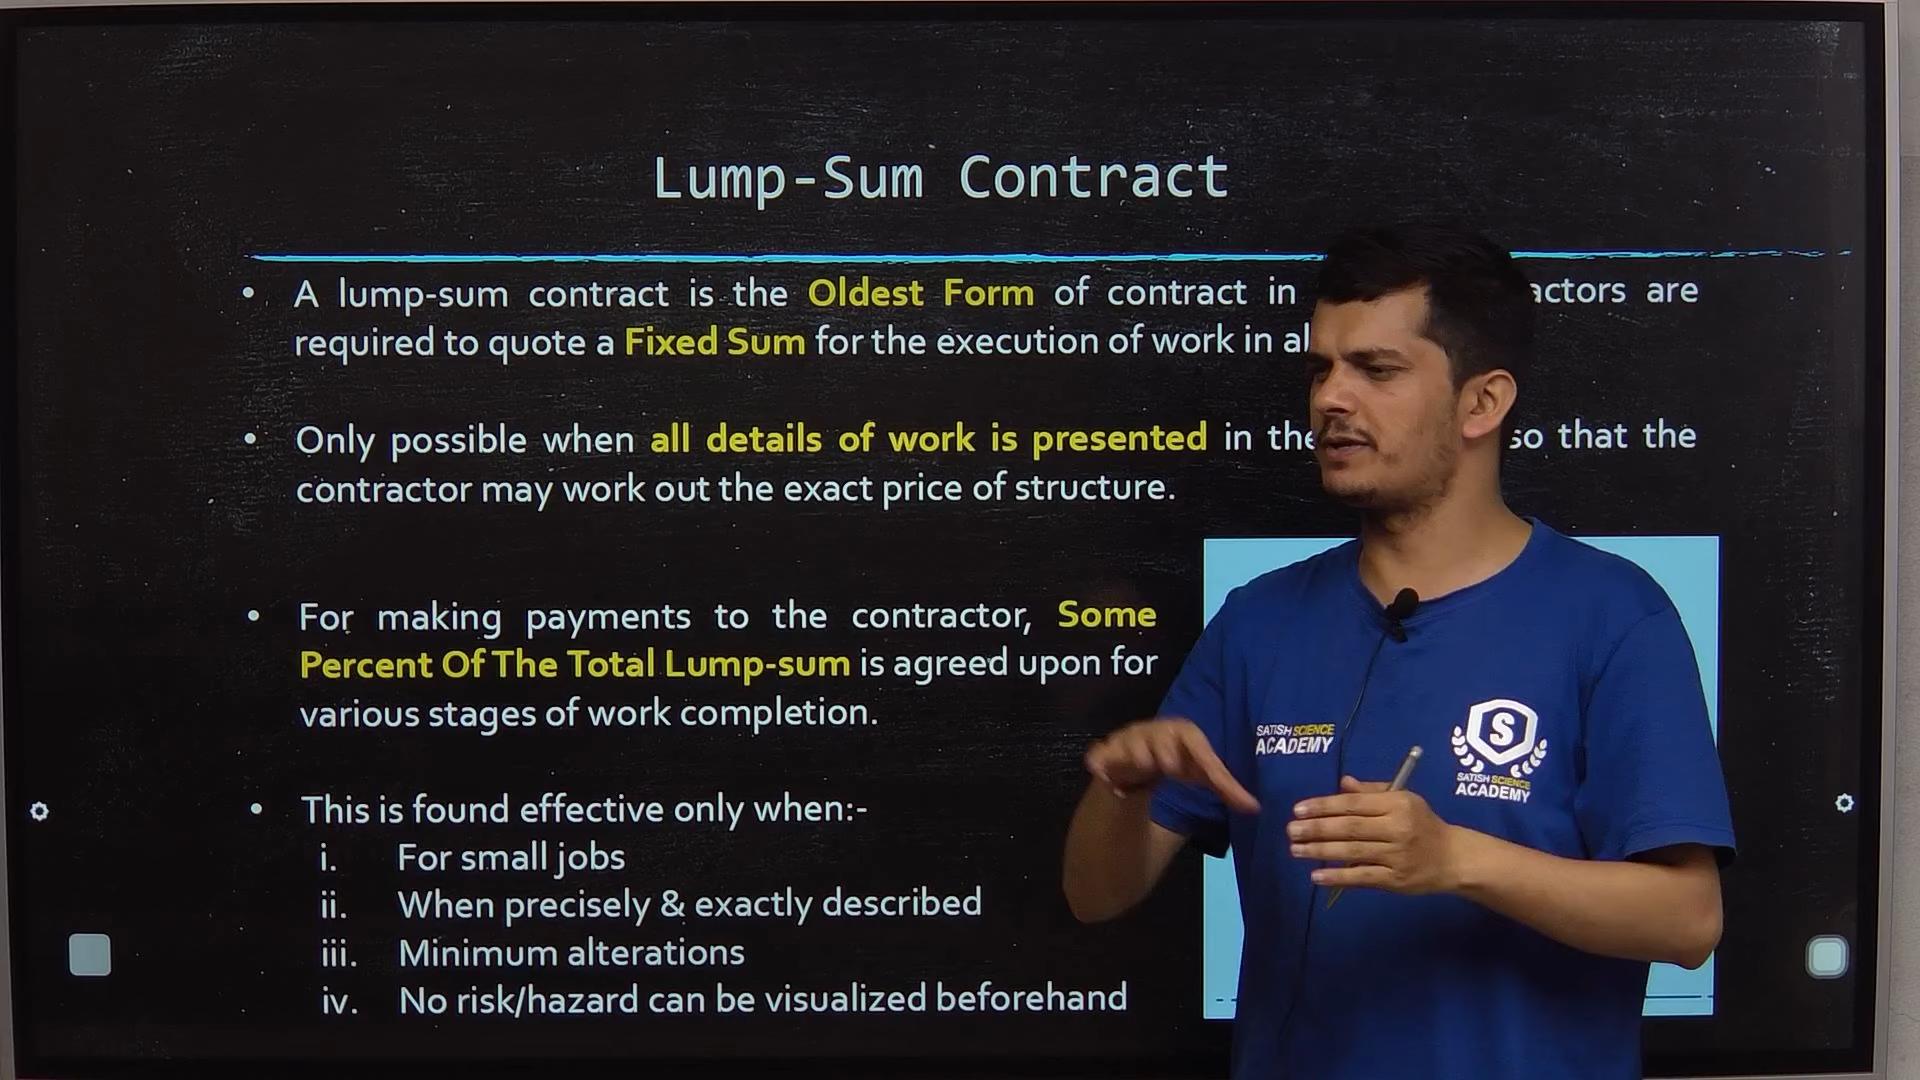 Lump-Sum Contract
• A lump-sum contract is the Oldest Form of contract in actors are
required to quote a Fixed Sum for the execution of work in al
• Only possible when all details of work is presented in the so that the
contractor may work out the exact price of structure.
• For making payments to the contractor, Some
Percent Of The Total Lump-sum is agreed upon for
various stages of work completion.
• This is found effective only when:-
i. For small jobs
ii. When precisely & exactly described
iii. Minimum alterations
iv. No risk/hazard can be visualized beforehand
SATISH SCIENCE
ACADEMY
S
SATISH SCIENCE
ACADEMY